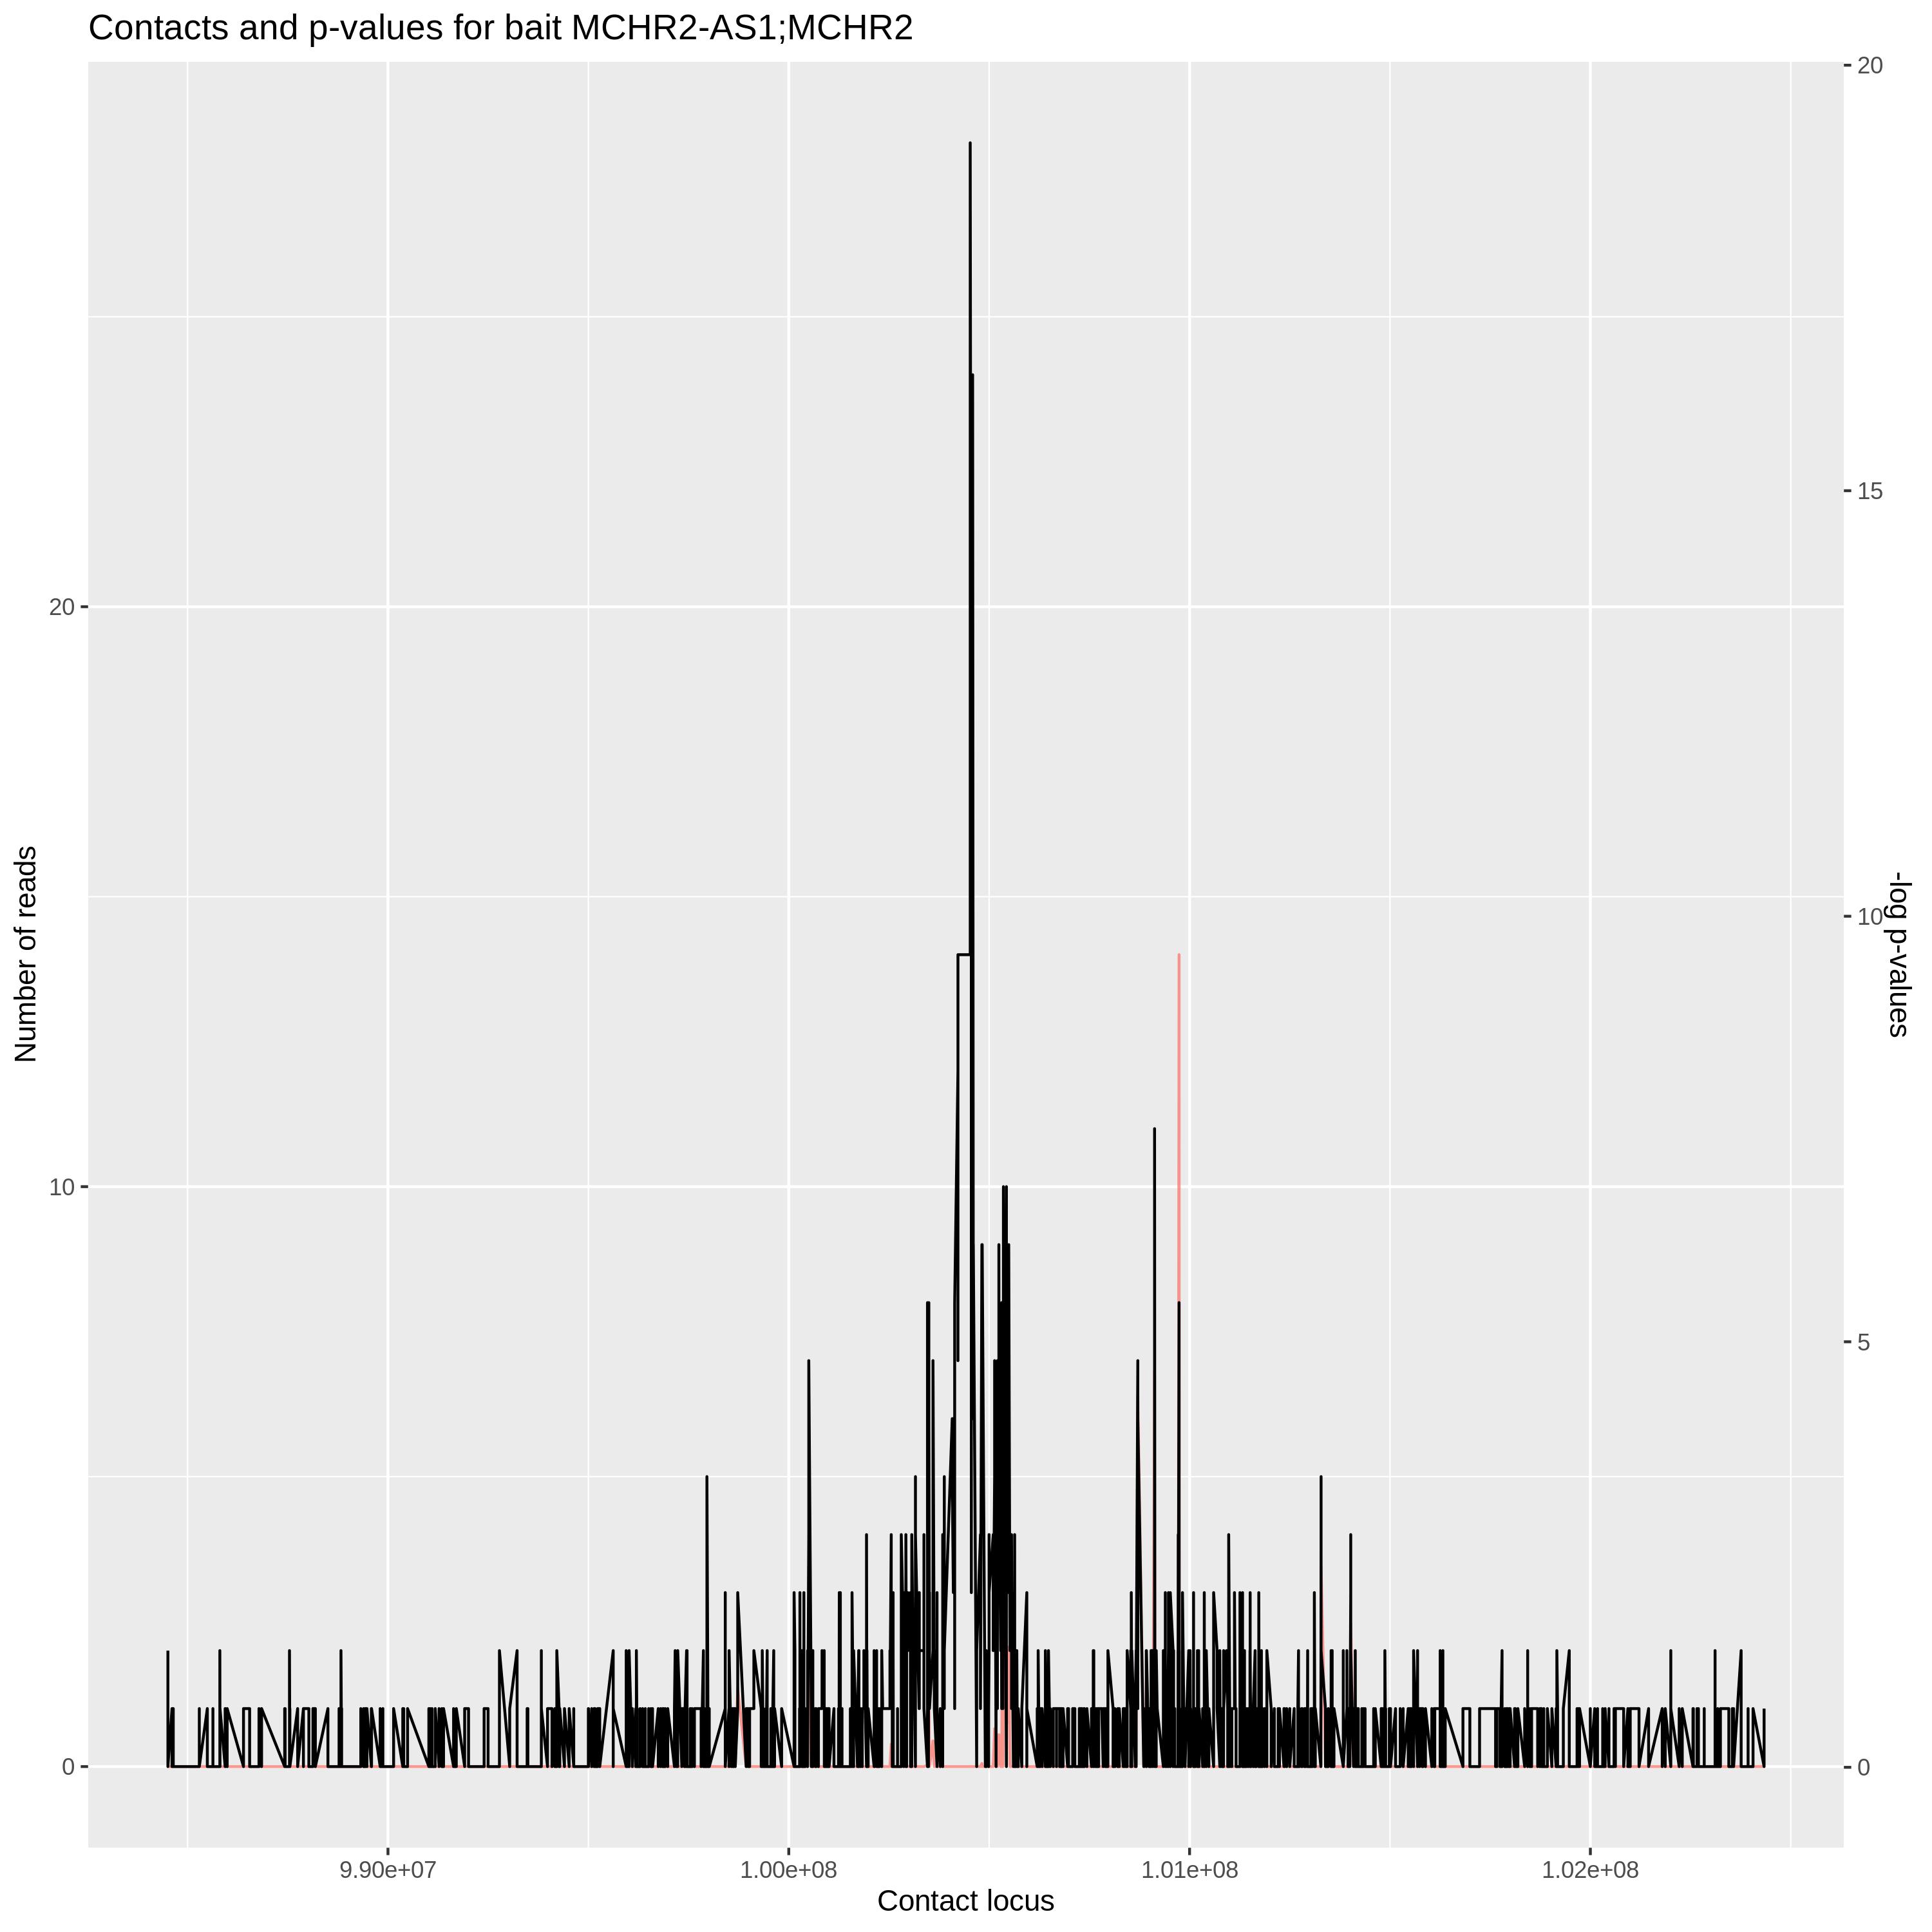 Contacts and p-values for bait MCHR2-AS1;MCHR2
20
15
10
5
0
-log p-values
20
10
0
Number of reads
9.90e+07
1.00e+08
1.01e+08
1.02e+08
Contact locus